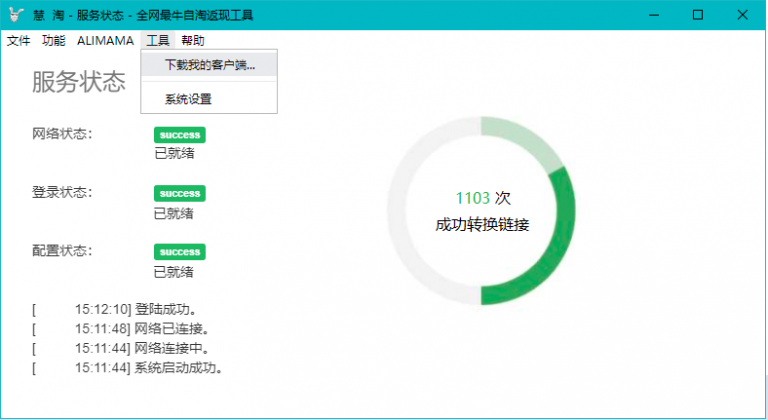 慧 淘 - 服务状态 - 全网最牛自淘返现工具
文件 功能 ALIMAMA 工具 帮助
下载我的客户端...
系统设置
服务状态
网络状态: success
已就绪
登录状态: success
已就绪
配置状态: success
已就绪
1103 次
成功转换链接
[ 15:12:10] 登陆成功。
[ 15:11:48] 网络已连接。
[ 15:11:44] 网络连接中。
[ 15:11:44] 系统启动成功。